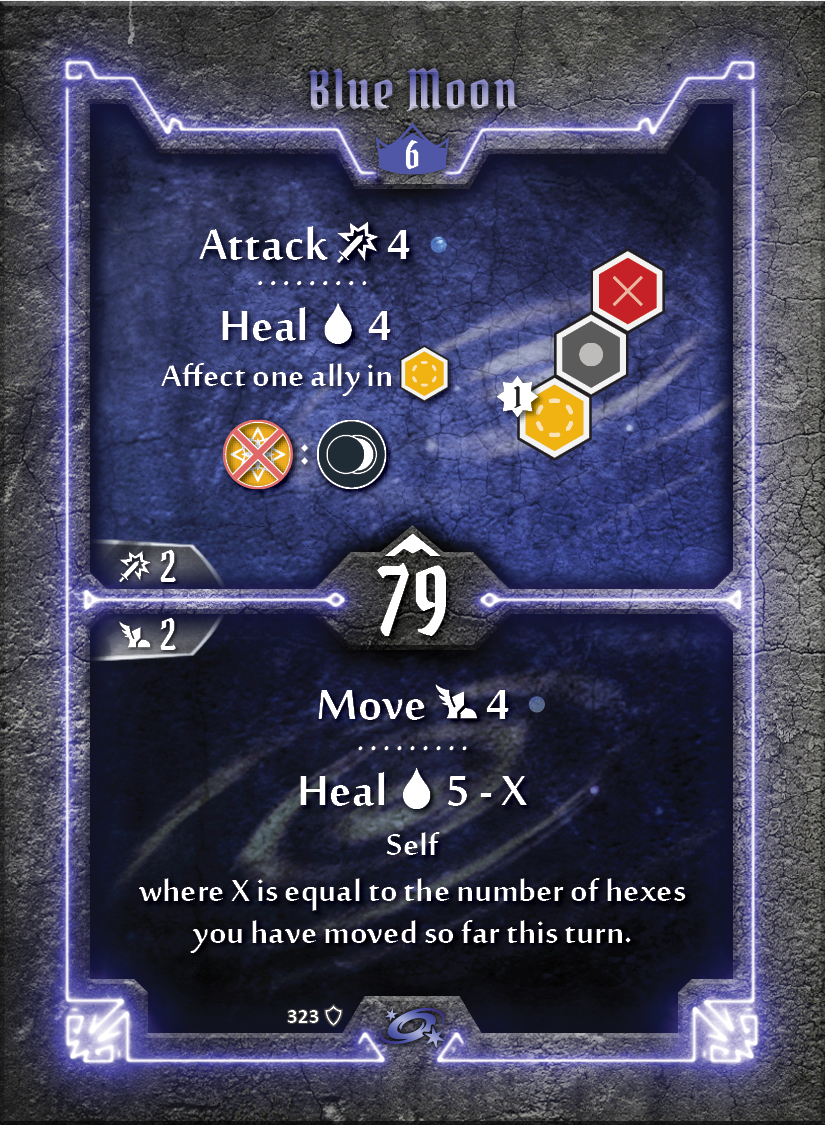 Blue Moon
6
Attack 4
Heal 4
Affect one ally in
1
:
2
79
2
Move 4
Heal 5 - X
Self
where X is equal to the number of hexes
you have moved so far this turn.
323